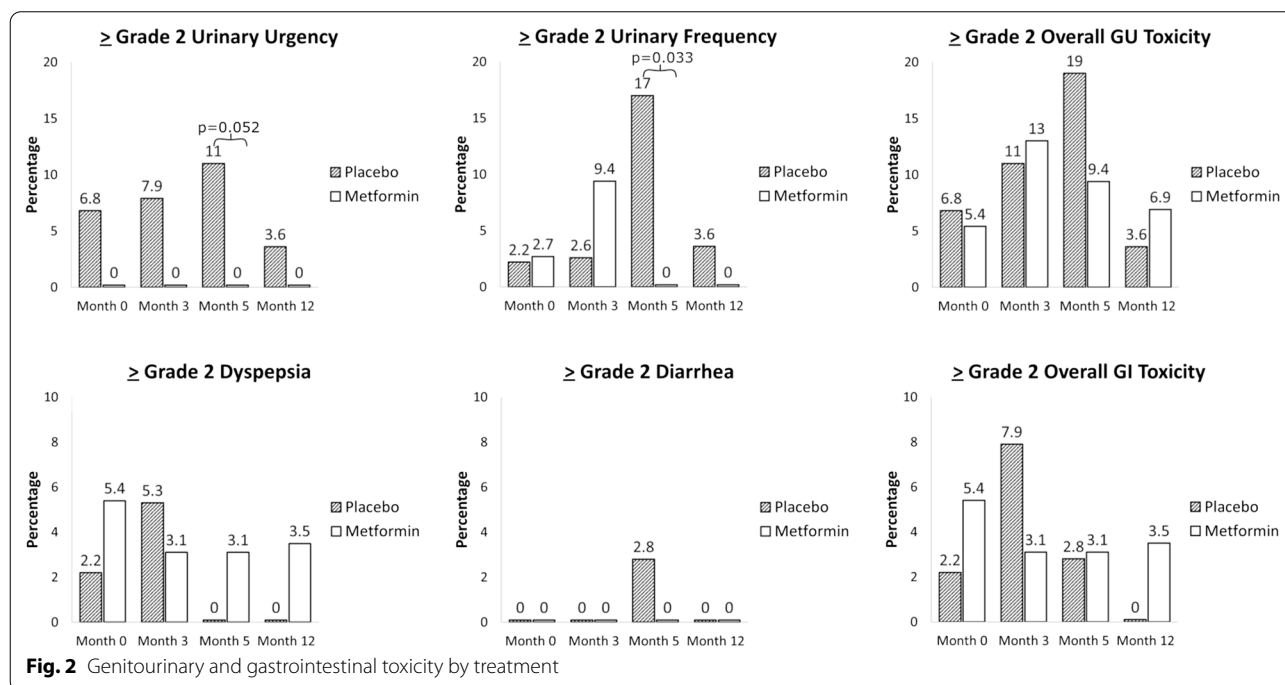 ≥ Grade 2 Urinary Urgency
20
15
10
5
0
Percentage
6.8
0
7.9
0
p=0.052
11
0
3.6
0
Month 0 Month 3 Month 5 Month 12
Placebo
Metformin
≥ Grade 2 Urinary Frequency
20
15
10
5
0
Percentage
2.2
2.7
2.6
9.4
p=0.033
17
0
3.6
0
Month 0 Month 3 Month 5 Month 12
Placebo
Metformin
≥ Grade 2 Overall GU Toxicity
20
15
10
5
0
Percentage
6.8
5.4
11
13
19
9.4
3.6
6.9
Month 0 Month 3 Month 5 Month 12
Placebo
Metformin
≥ Grade 2 Dyspepsia
10
8
6
4
2
0
Percentage
2.2
5.4
5.3
3.1
0
3.1
0
3.5
Month 0 Month 3 Month 5 Month 12
Placebo
Metformin
≥ Grade 2 Diarrhea
10
8
6
4
2
0
Percentage
0 0
0 0
2.8
0
0 0
Month 0 Month 3 Month 5 Month 12
Placebo
Metformin
≥ Grade 2 Overall GI Toxicity
10
8
6
4
2
0
Percentage
2.2
5.4
7.9
3.1
2.8
3.1
0
3.5
Month 0 Month 3 Month 5 Month 12
Placebo
Metformin
Fig. 2 Genitourinary and gastrointestinal toxicity by treatment